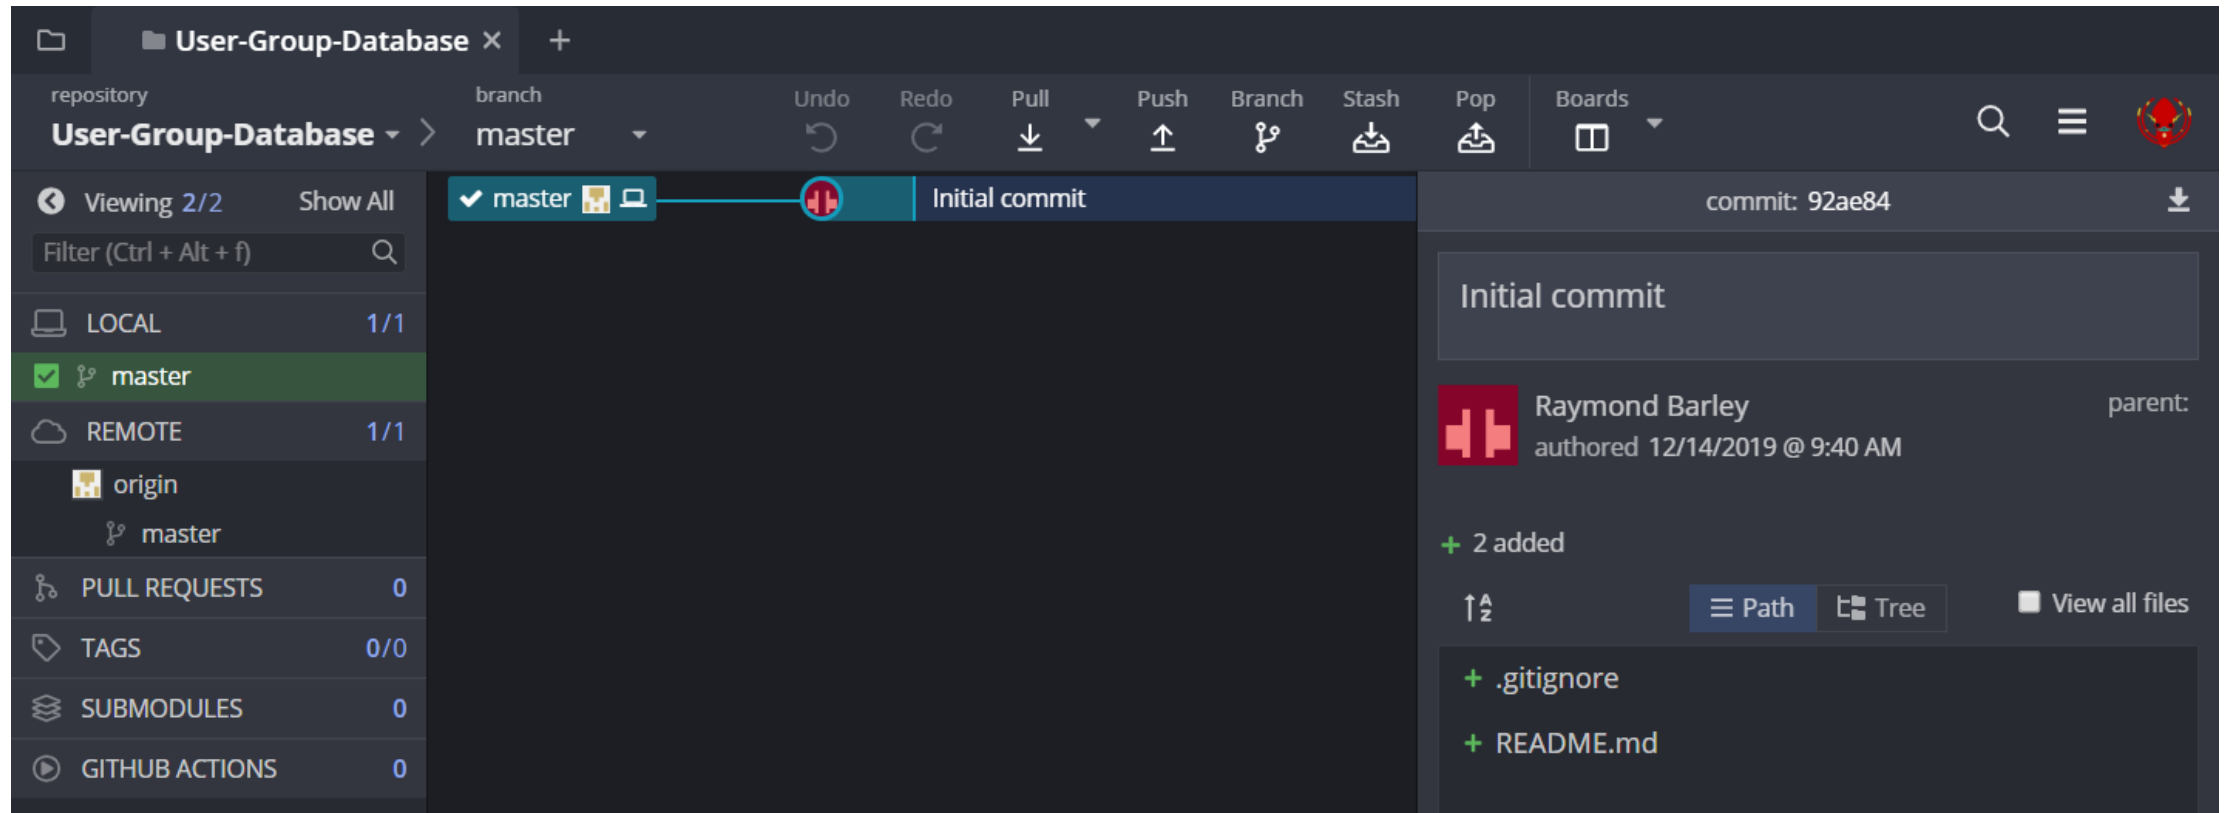 User-Group-Database
repository
User-Group-Database
branch
master
Undo
Redo
Pull
Push
Branch
Stash
Pop
Boards
Viewing 2/2
Show All
Filter (Ctrl + Alt + f)
LOCAL 1/1
master
REMOTE 1/1
origin
master
PULL REQUESTS 0
TAGS 0/0
SUBMODULES 0
GITHUB ACTIONS 0
master
Initial commit
commit: 92ae84
Initial commit
Raymond Barley
authored 12/14/2019 @ 9:40 AM
parent:
2 added
Path
Tree
View all files
+ .gitignore
+ README.md